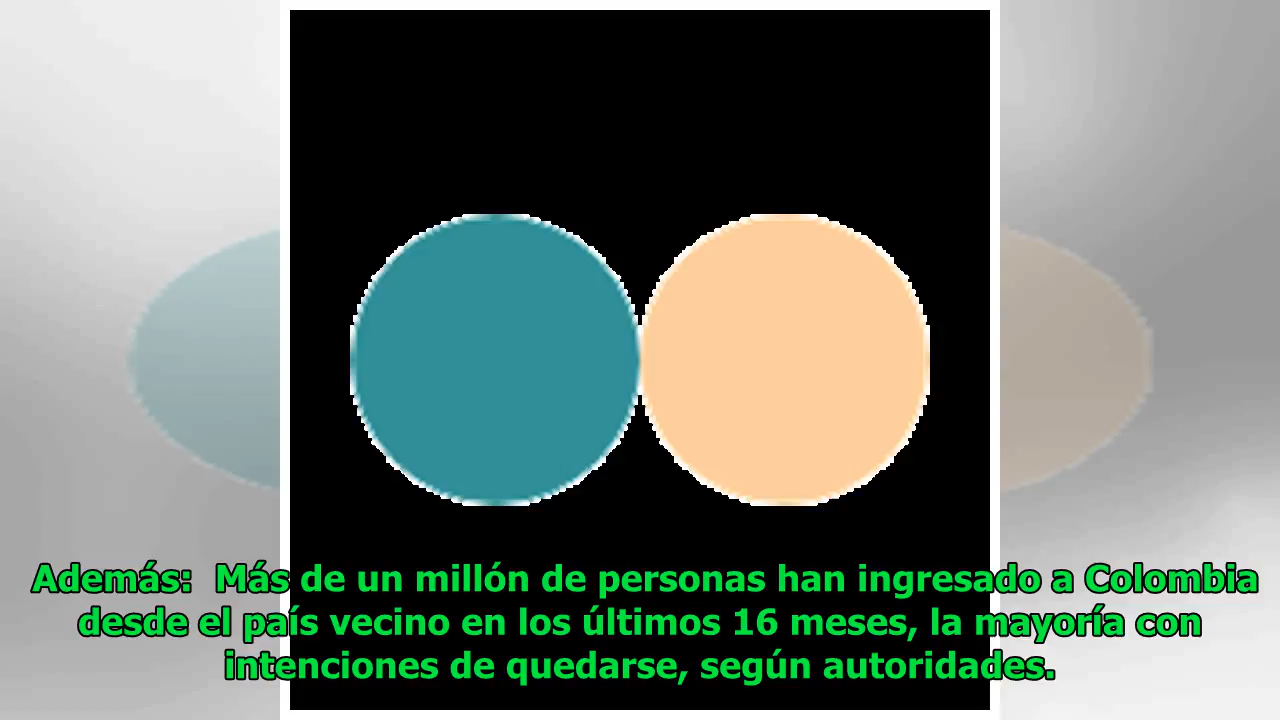 Además:  Más de un millón de personas han ingresado a Colombia
desde el país vecino en los últimos 16 meses, la mayoría con
intenciones de quedarse, según autoridades.